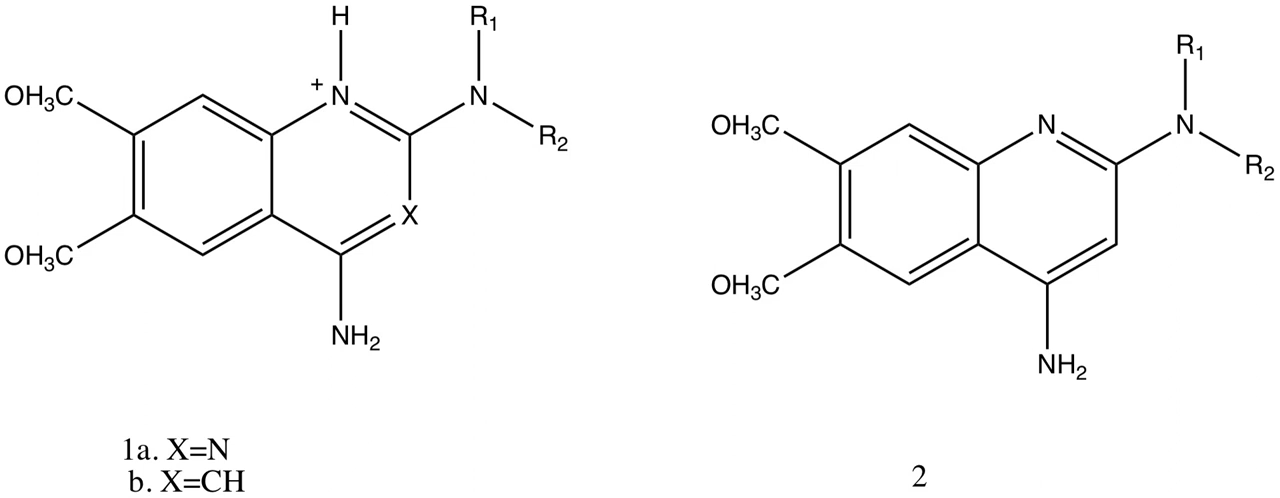 H R₁
+
N N
OH₃C R₂
X
OH₃C
NH₂
1a. X=N
b. X=CH
R₁
OH₃C N N
R₂
OH₃C
NH₂
2